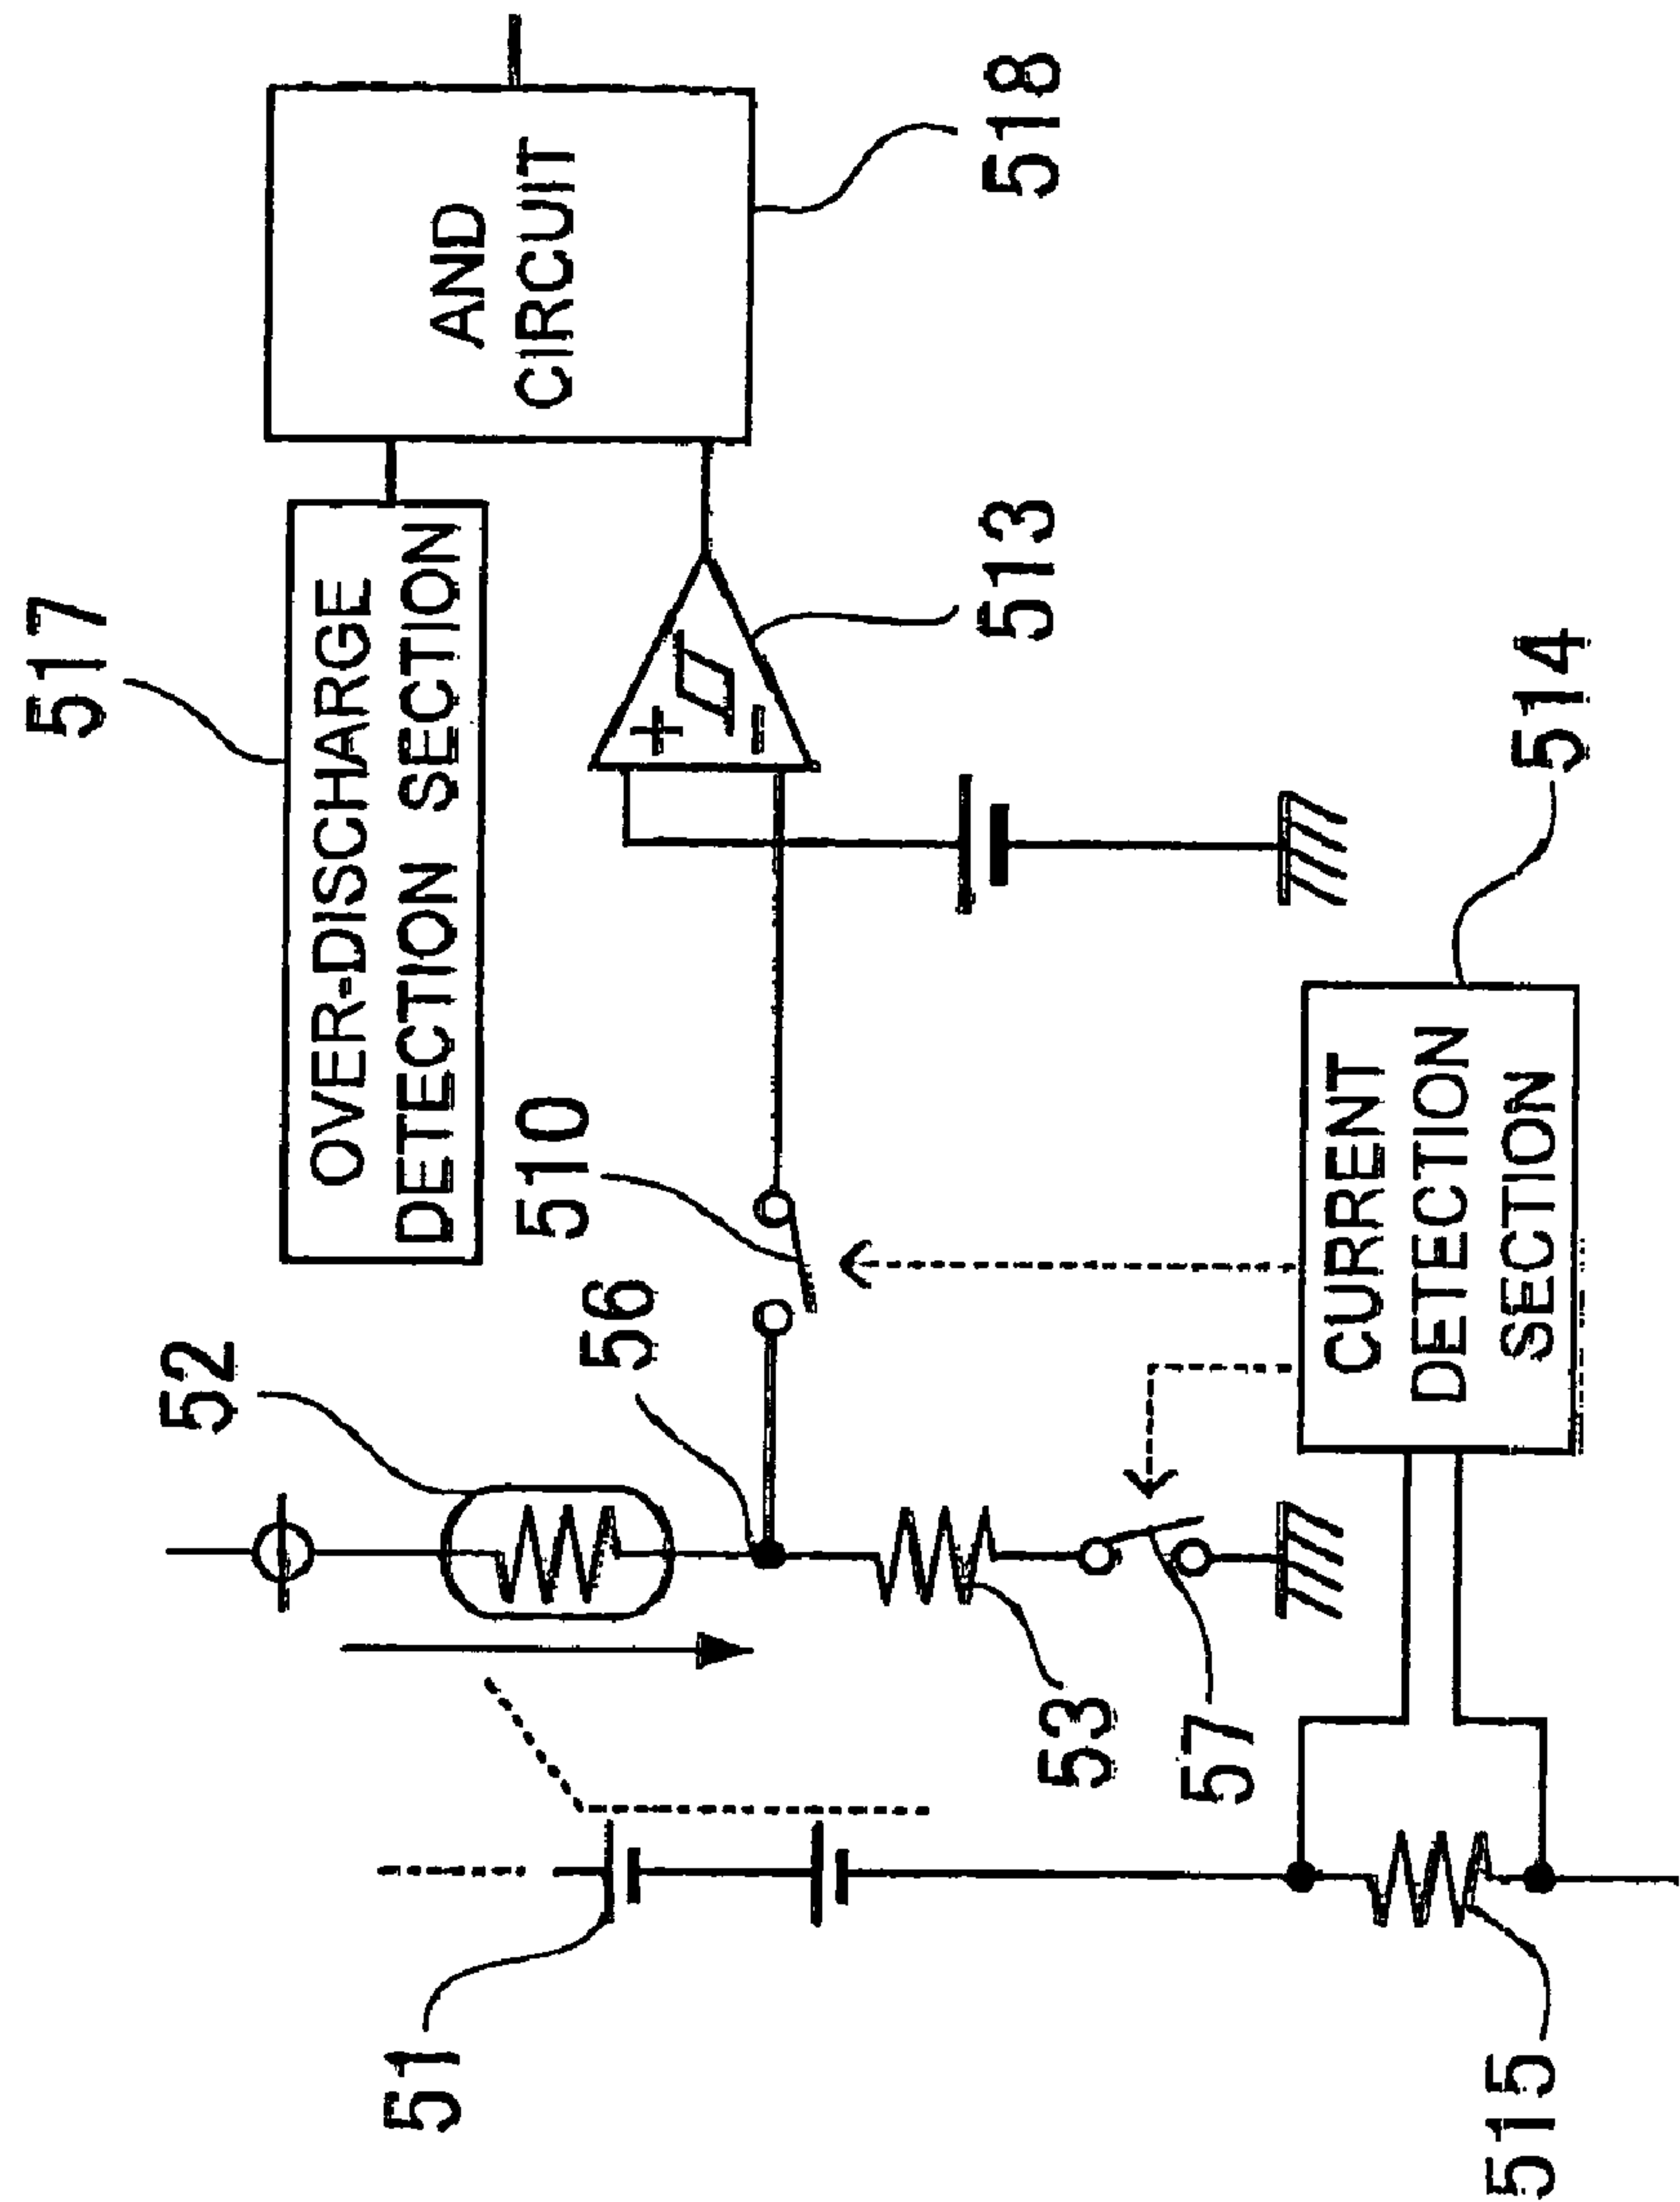 517
OVER-DISCHARGE
DETECTION SECTION
AND
CIRCUIT
518
52
56
510
+
-
513
51
53
57
514
CURRENT
DETECTION
SECTION
515